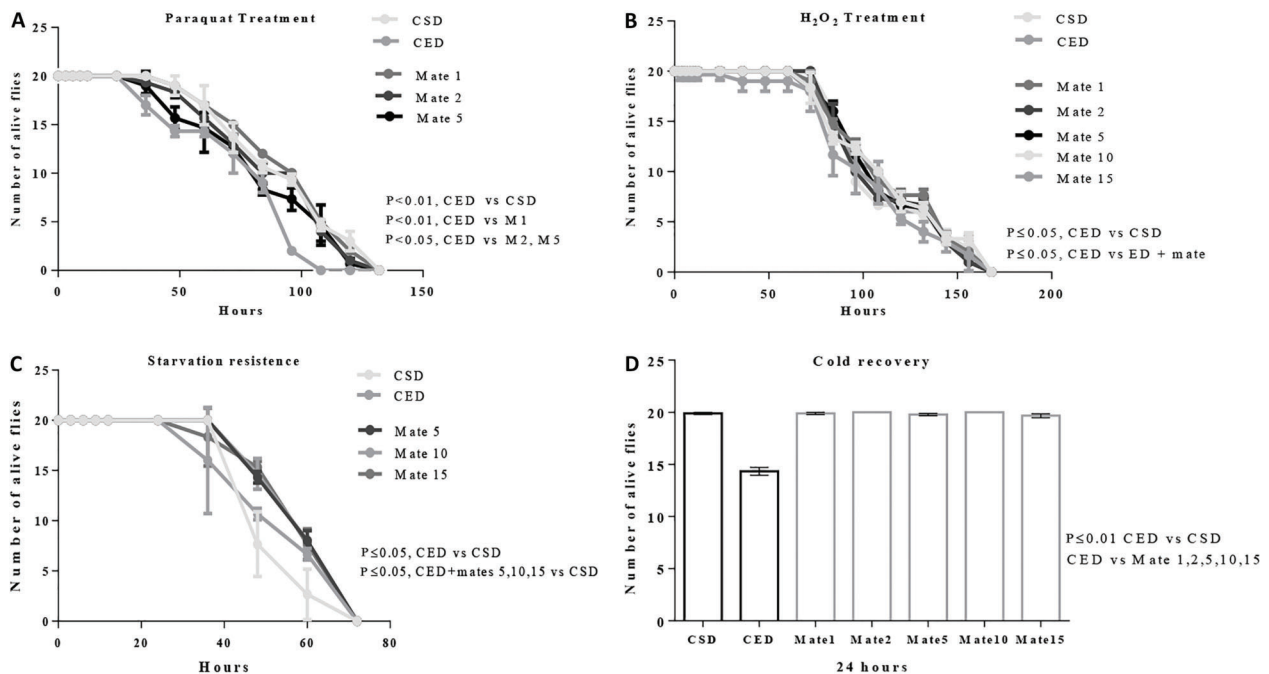 A
Paraquat Treatment
CSD
CED
Mate 1
Mate 2
Mate 5
25
20
15
10
5
0
Number of alive flies
P<0.01, CED vs CSD
P<0.01, CED vs M1
P<0.05, CED vs M2, M5
0 50 100 150
Hours
B
H₂O₂ Treatment
CSD
CED
Mate 1
Mate 2
Mate 5
Mate 10
Mate 15
25
20
15
10
5
0
Number of alive flies
P≤0.05, CED vs CSD
P≤0.05, CED vs ED + mate
0 50 100 150 200
Hours
C
Starvation resistence
CSD
CED
Mate 5
Mate 10
Mate 15
25
20
15
10
5
0
Number of alive flies
P≤0.05, CED vs CSD
P≤0.05, CED+mates 5,10,15 vs CSD
0 20 40 60 80
Hours
D
Cold recovery
25
20
15
10
5
0
Number of alive flies
P≤0.01 CED vs CSD
CED vs Mate 1,2,5,10,15
CSD CED Mate1 Mate2 Mate5 Mate10 Mate15
24 hours